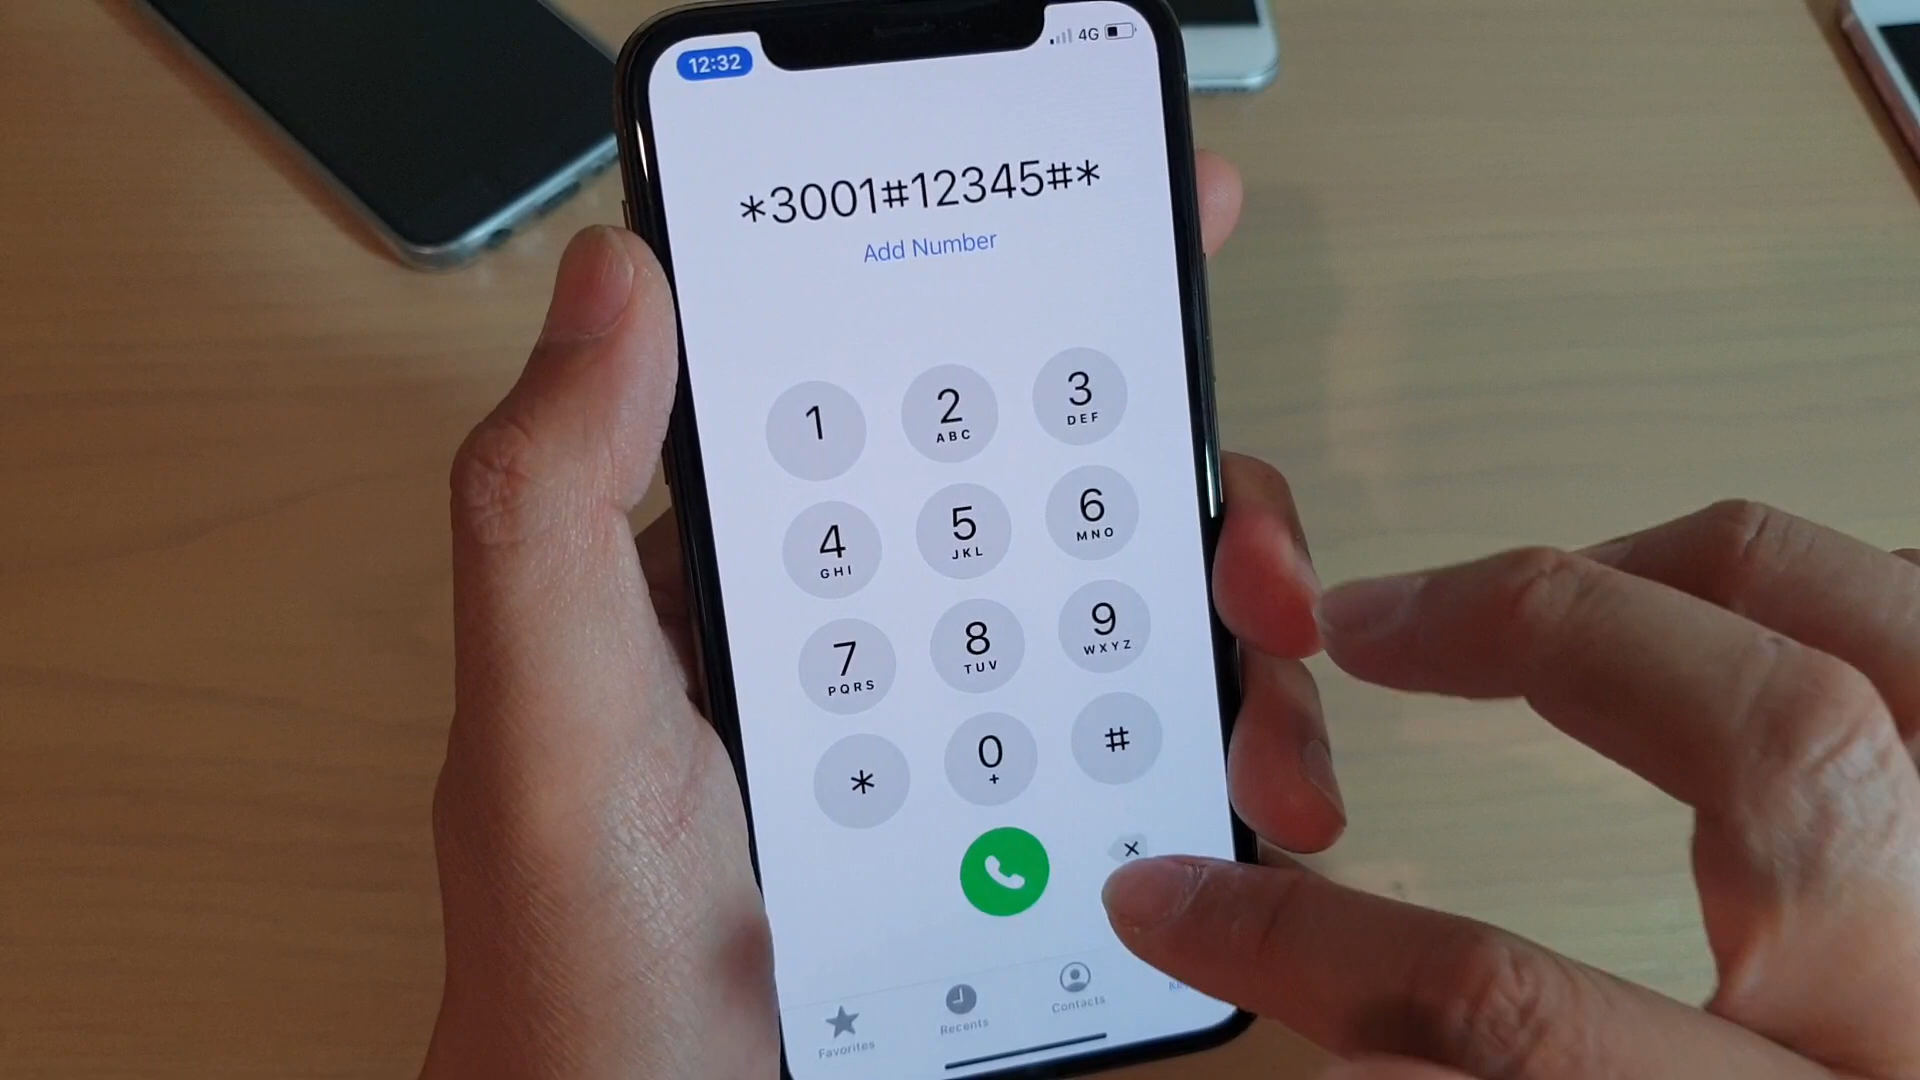 12:32
4G
*3001#12345#*
Add Number
1
2
ABC
3
DEF
4
GHI
5
JKL
6
MNO
7
PQRS
8
TUV
9
WXYZ
*
0
+
#
Favorites
Recents
Contacts